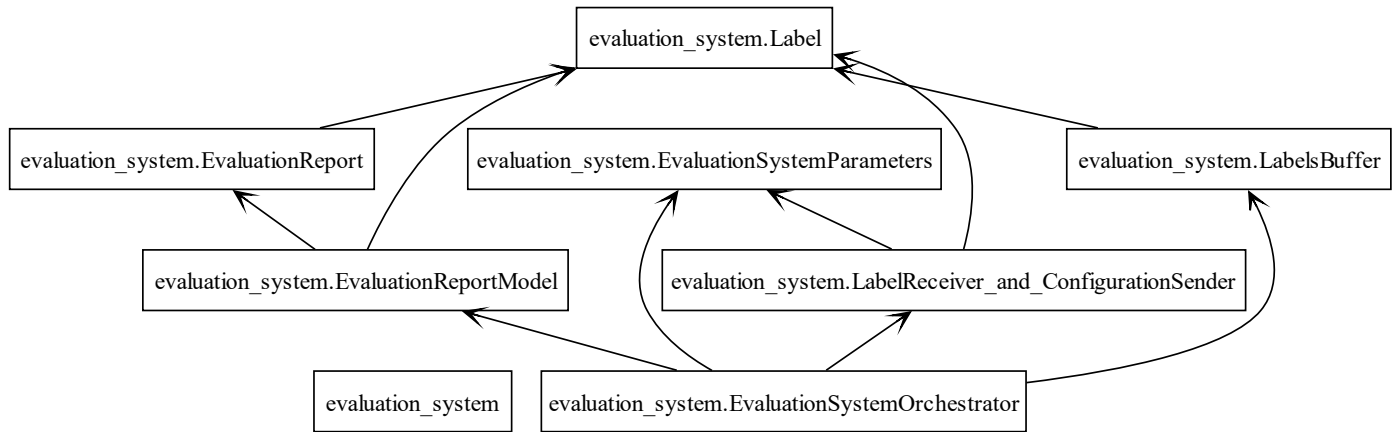 evaluation_system.Label
evaluation_system.EvaluationReport
evaluation_system.EvaluationSystemParameters
evaluation_system.LabelsBuffer
evaluation_system.EvaluationReportModel
evaluation_system.LabelReceiver_and_ConfigurationSender
evaluation_system
evaluation_system.EvaluationSystemOrchestrator